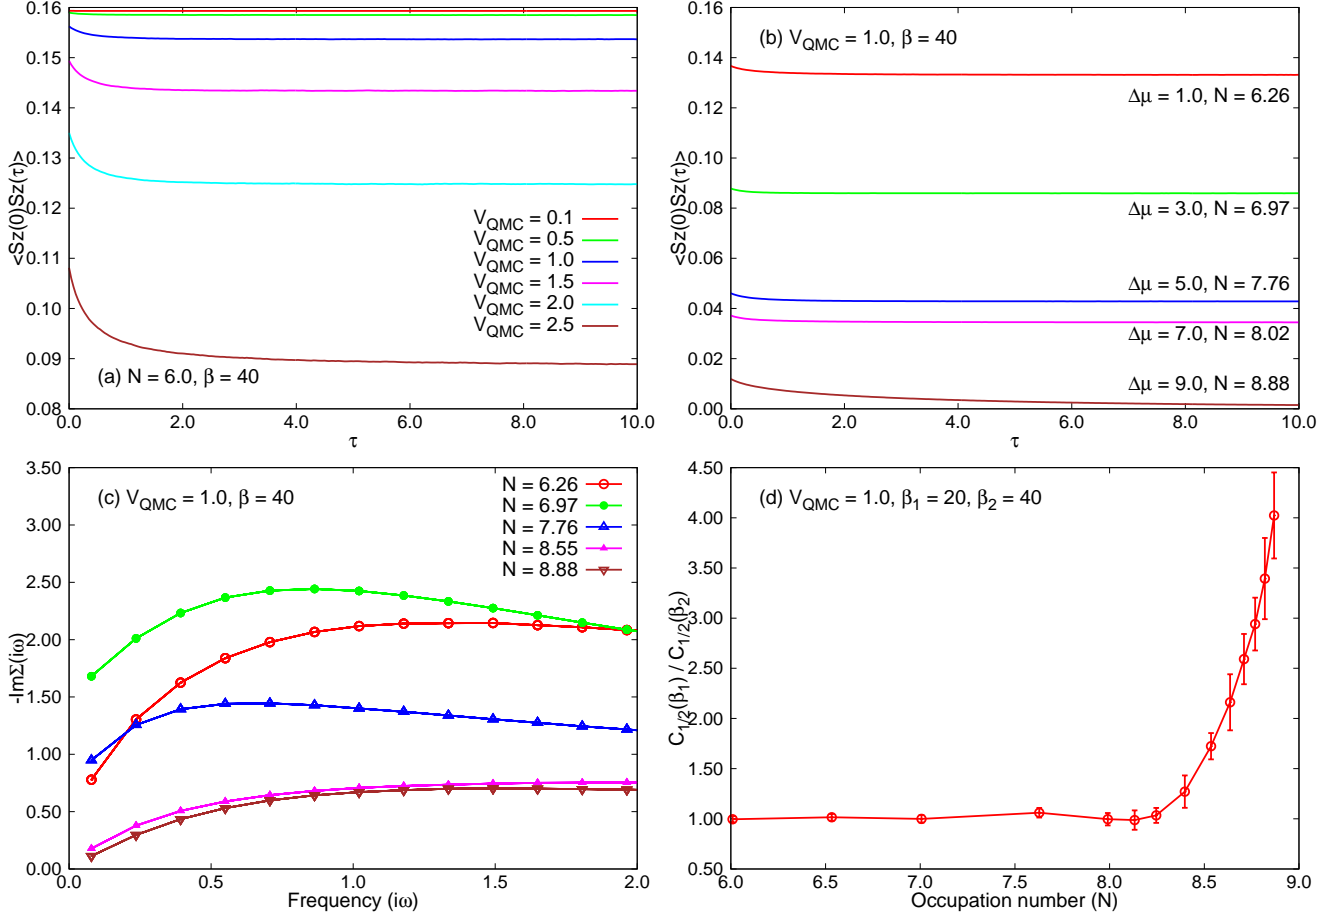 0.16
0.16
0.15
0.14
0.13
0.12
0.11
0.10
0.09
0.08
<Sz(0)Sz(τ)>
V_QMC = 0.1
V_QMC = 0.5
V_QMC = 1.0
V_QMC = 1.5
V_QMC = 2.0
V_QMC = 2.5
(a) N = 6.0, β = 40
0.0 2.0 4.0 6.0 8.0 10.0
τ
(b) V_QMC = 1.0, β = 40
0.16
0.14
0.12
0.10
0.08
0.06
0.04
0.02
0.00
<Sz(0)Sz(τ)>
Δμ = 1.0, N = 6.26
Δμ = 3.0, N = 6.97
Δμ = 5.0, N = 7.76
Δμ = 7.0, N = 8.02
Δμ = 9.0, N = 8.88
0.0 2.0 4.0 6.0 8.0 10.0
τ
(c) V_QMC = 1.0, β = 40
3.50
3.00
2.50
2.00
1.50
1.00
0.50
0.00
-ImΣ(iω)
N = 6.26
N = 6.97
N = 7.76
N = 8.55
N = 8.88
0.0 0.5 1.0 1.5 2.0
Frequency (iω)
(d) V_QMC = 1.0, β₁ = 20, β₂ = 40
4.50
4.00
3.50
3.00
2.50
2.00
1.50
1.00
0.50
C_1/2(β₁) / C_1/2(β₂)
6.0 6.5 7.0 7.5 8.0 8.5 9.0
Occupation number (N)